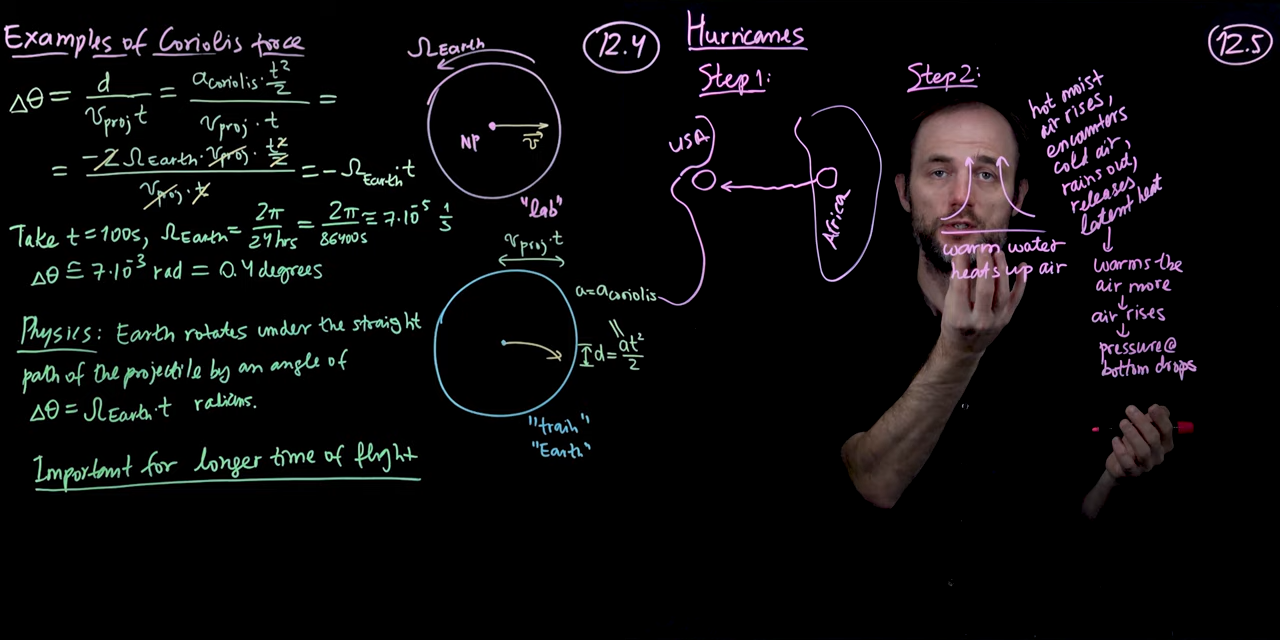 Examples of Coriolis force
Δθ = d / v_proj t = a_coriolis · t²/2 / v_proj · t =
= -2 Ω_Earth · v_proj · t²/2 / v_proj · t = -Ω_Earth · t
Take t = 100s, Ω_Earth = 2π / 24 hrs = 2π / 86400s ≅ 7·10⁻⁵ 1/s
Δθ ≅ 7·10⁻³ rad = 0.4 degrees
Physics: Earth rotates under the straight
path of the projectile by an angle of
Δθ = Ω_Earth · t radians.
Important for longer time of flight
Ω_Earth
NP
v⃗
"lab"
v_proj · t
a = a_coriolis
d = at²/2
"train"
"Earth"
12.4
Hurricanes
12.5
Step 1:
USA
Africa
Step 2:
warm water
heats up air
hot moist
air rises,
encounters
cold air,
rains out,
releases
latent heat
↓
warms the
air more
↓
air rises
↓
pressure @
bottom drops